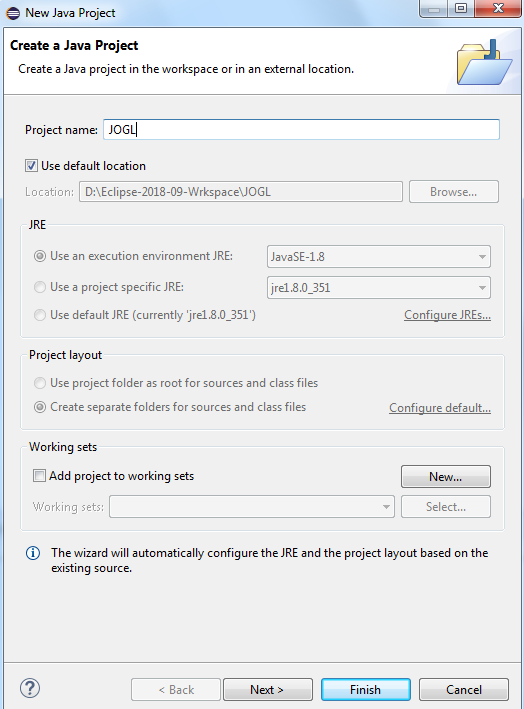 New Java Project
Create a Java Project
Create a Java project in the workspace or in an external location.
Project name: JOGL
Use default location
Location: D:\Eclipse-2018-09-Wrkspace\JOGL Browse...
JRE
Use an execution environment JRE: JavaSE-1.8
Use a project specific JRE: jre1.8.0_351
Use default JRE (currently 'jre1.8.0_351') Configure JREs...
Project layout
Use project folder as root for sources and class files
Create separate folders for sources and class files Configure default...
Working sets
Add project to working sets New...
Working sets: Select...
The wizard will automatically configure the JRE and the project layout based on the
existing source.
< Back Next > Finish Cancel